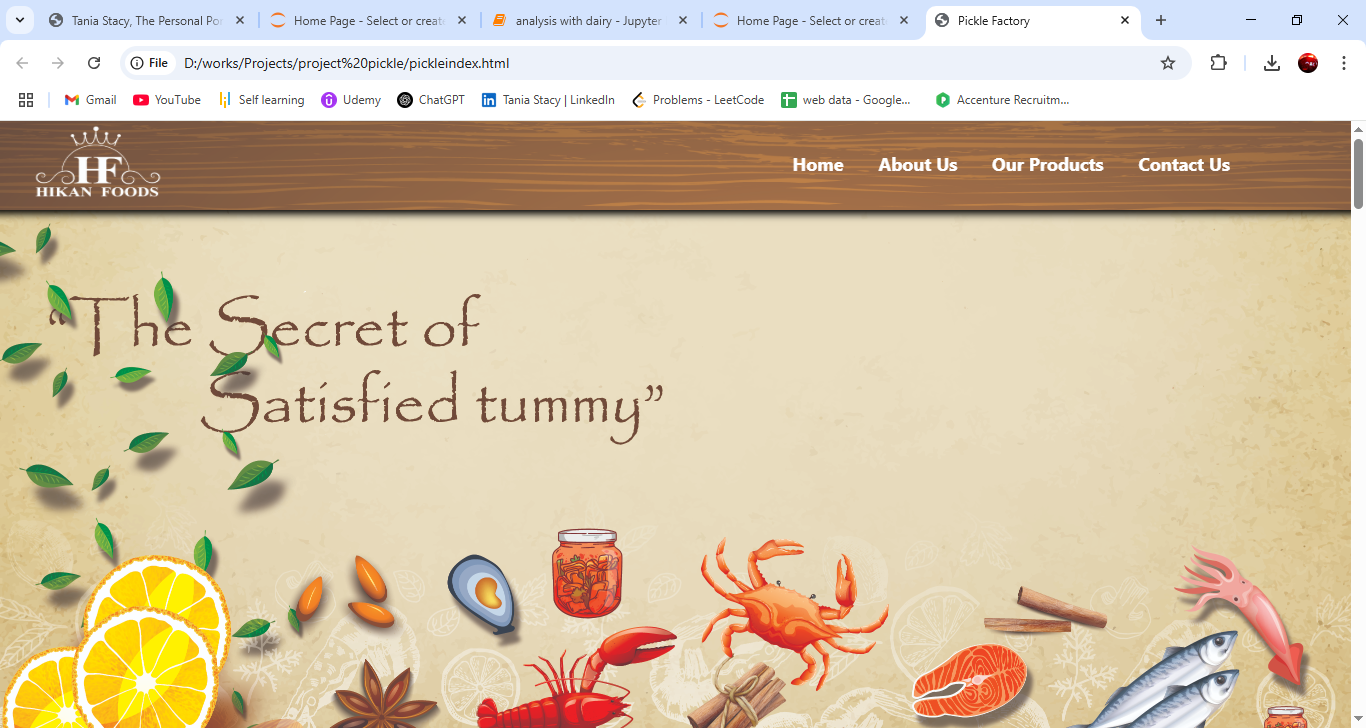 Tania Stacy, The Personal Po
Home Page - Select or create
analysis with dairy - Jupyter
Home Page - Select or create
Pickle Factory
File
D:/works/Projects/project%20pickle/pickleindex.html
Gmail
YouTube
Self learning
Udemy
ChatGPT
Tania Stacy | LinkedIn
Problems - LeetCode
web data - Google...
Accenture Recruitm...
HF
HIKAN FOODS
Home
About Us
Our Products
Contact Us
“The Secret of
Satisfied tummy”